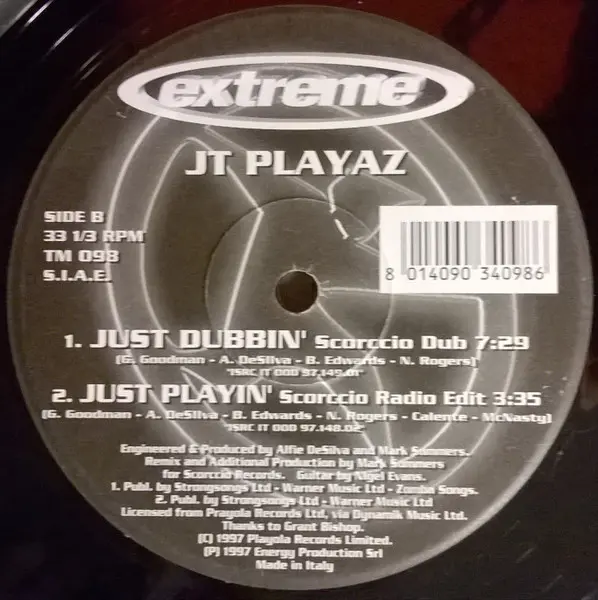 extreme
JT PLAYAZ
SIDE B
33 1/3 RPM
TM 098
S.I.A.E.
8 014090 340986
1. JUST DUBBIN' Scorccio Dub 7:29
(G. Goodman - A. DeSilva - B. Edwards - N. Rogers)
"ISRC IT 00D 97.149.01"
2. JUST PLAYIN' Scorccio Radio Edit 3:35
(G. Goodman - A. DeSilva - B. Edwards - N. Rogers - Calente - McNasty)
"ISRC IT 00D 97.148.02"
Engineered & Produced by Alfie DeSilva and Mark Summers.
Remix and Additional Production by Mark Summers
for Scorccio Records. Guitar by Nigel Evans.
1. Publ. by Strongsongs Ltd - Warner Music Ltd - Zomba Songs.
2. Publ. by Strongsongs Ltd - Warner Music Ltd
Licensed from Prayola Records Ltd, via Dynamik Music Ltd.
Thanks to Grant Bishop.
(C) 1997 Playola Records Limited.
(P) 1997 Energy Production Srl
Made in Italy